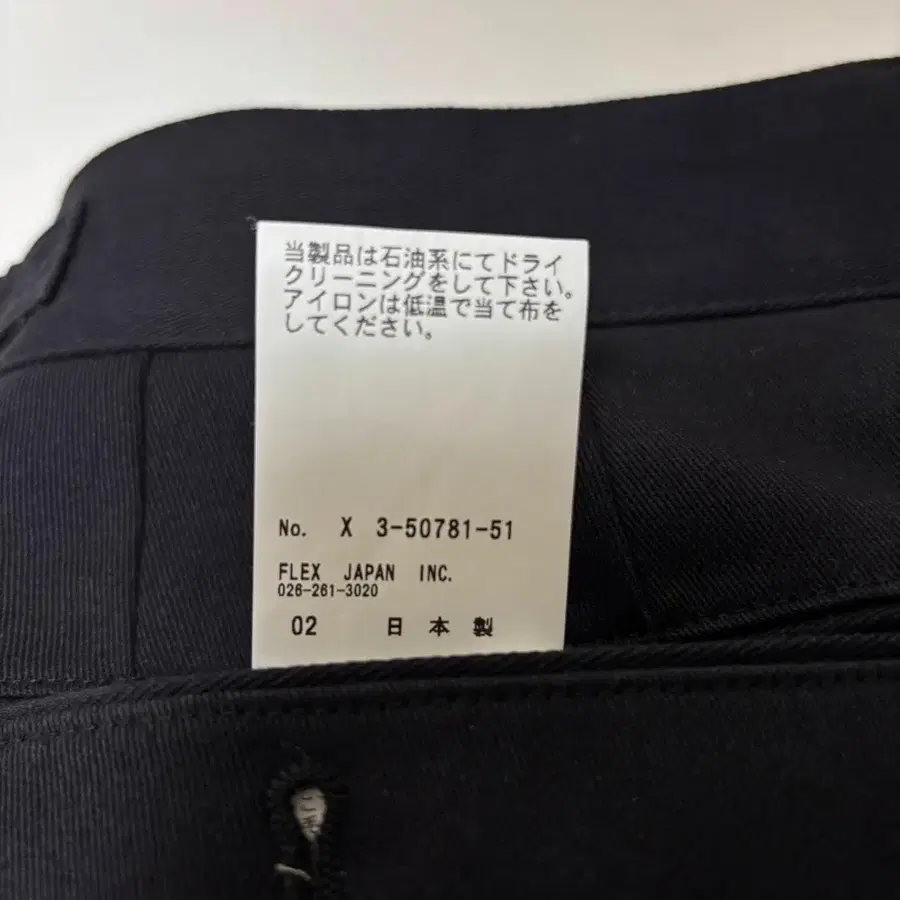 当製品は石油系にてドライ
クリーニングをして下さい。
アイロンは低温で当て布を
してください。
No. X 3-50781-51
FLEX JAPAN INC.
026-261-3020
02 日本製